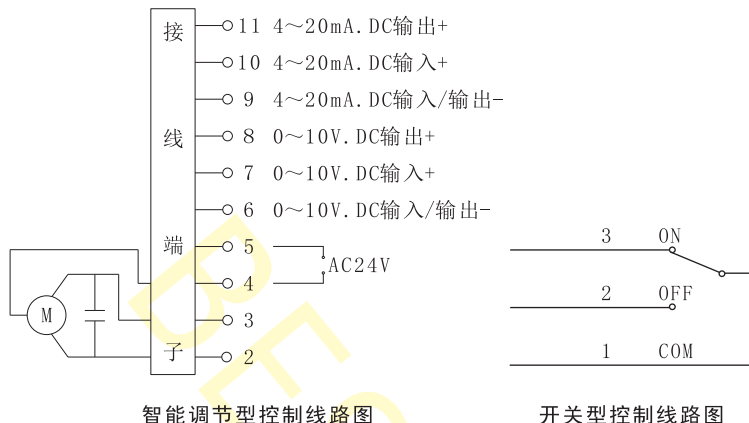 接线端子
11 4～20mA.DC输出+
10 4～20mA.DC输入+
9 4～20mA.DC输入/输出-
8 0～10V.DC输出+
7 0～10V.DC输入+
6 0～10V.DC输入/输出-
5
AC24V
4
3
2
M
智能调节型控制线路图
3 ON
2 OFF
1 COM
开关型控制线路图